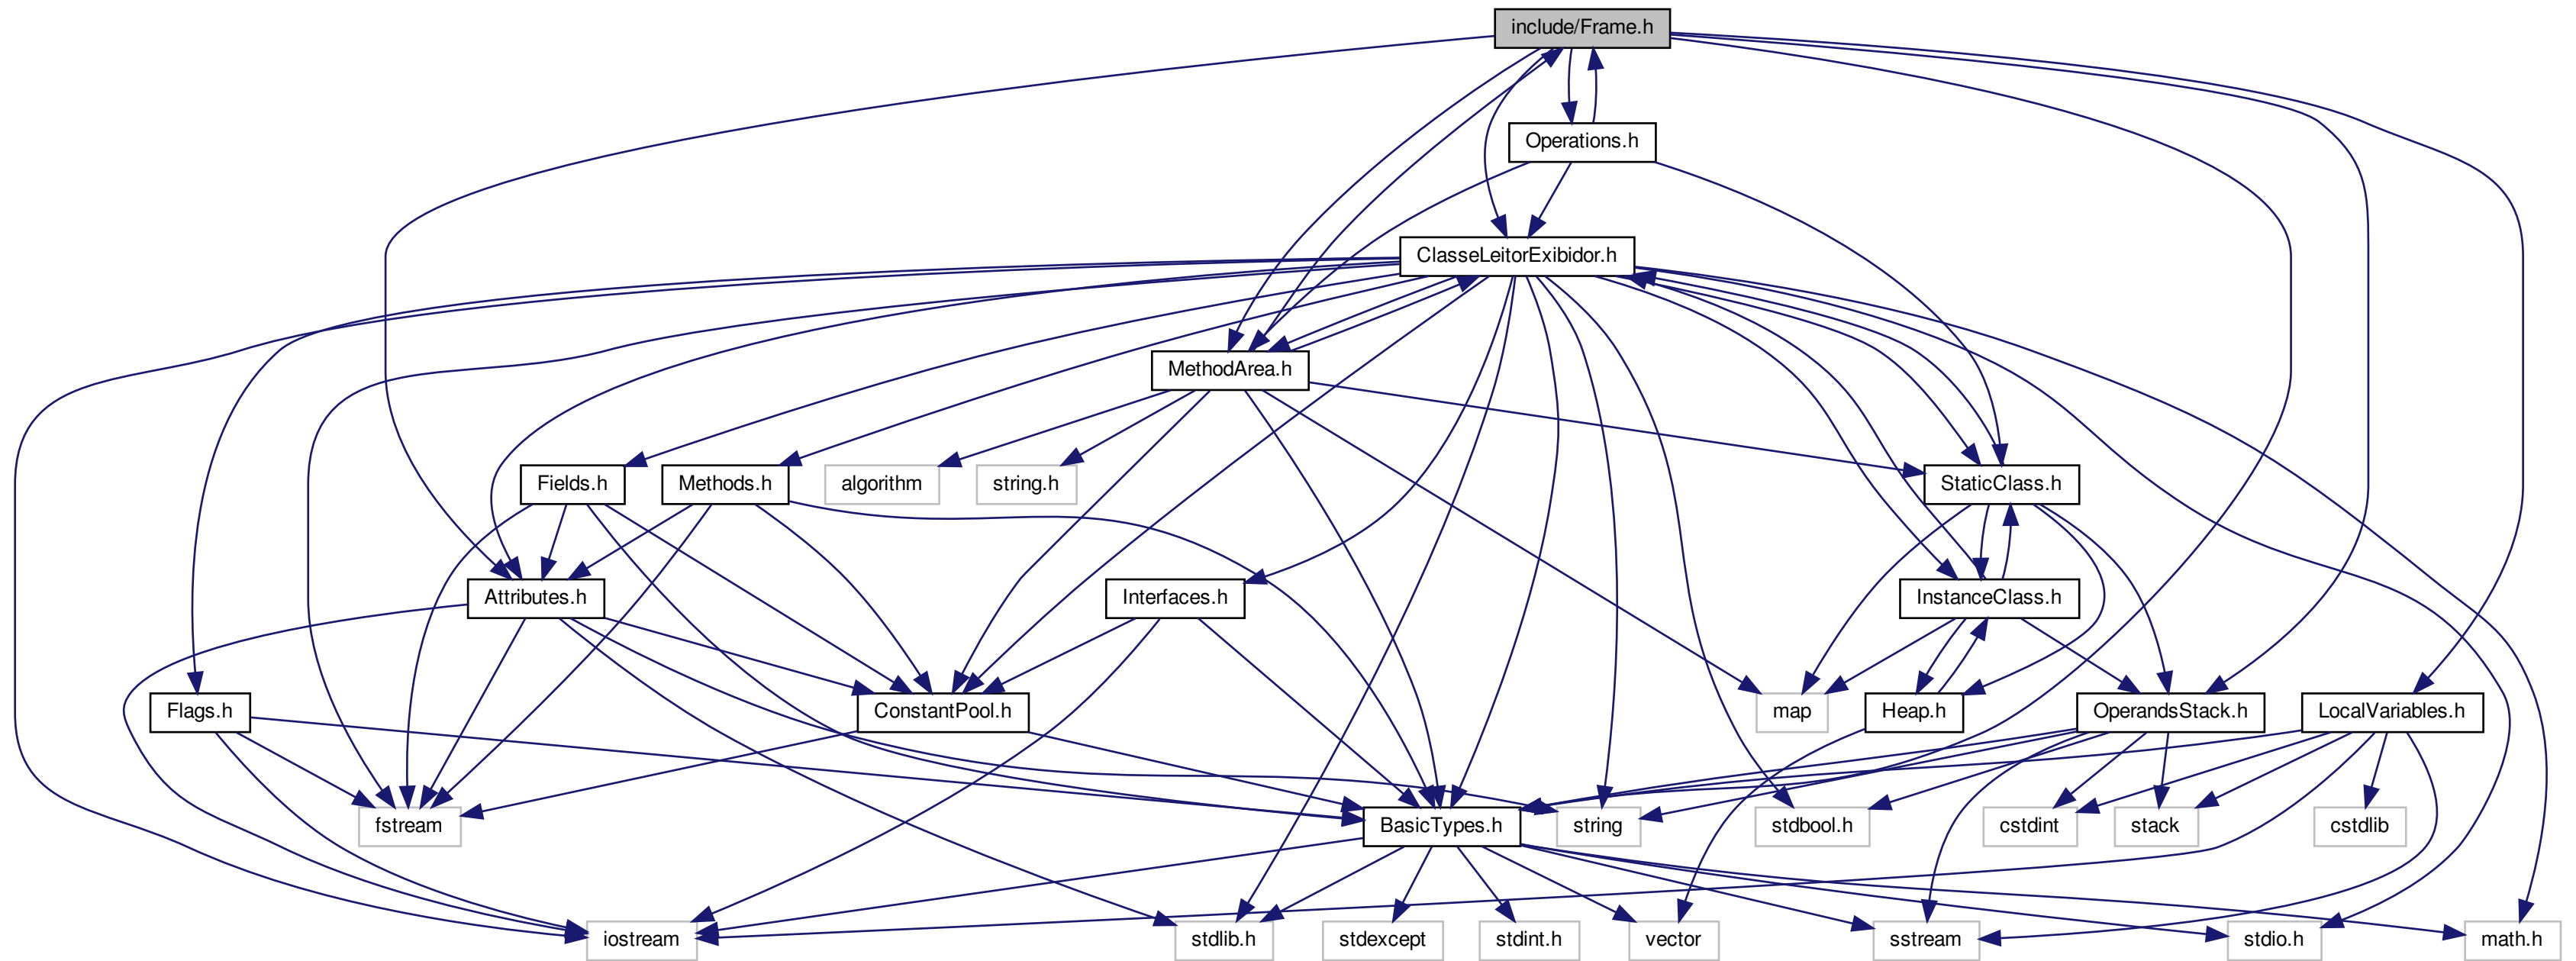 include/Frame.h
Operations.h
ClasseLeitorExibidor.h
MethodArea.h
Fields.h
Methods.h
algorithm
string.h
StaticClass.h
Attributes.h
Interfaces.h
InstanceClass.h
Flags.h
ConstantPool.h
map
Heap.h
OperandsStack.h
LocalVariables.h
fstream
BasicTypes.h
string
stdbool.h
cstdint
stack
cstdlib
iostream
stdlib.h
stdexcept
stdint.h
vector
sstream
stdio.h
math.h